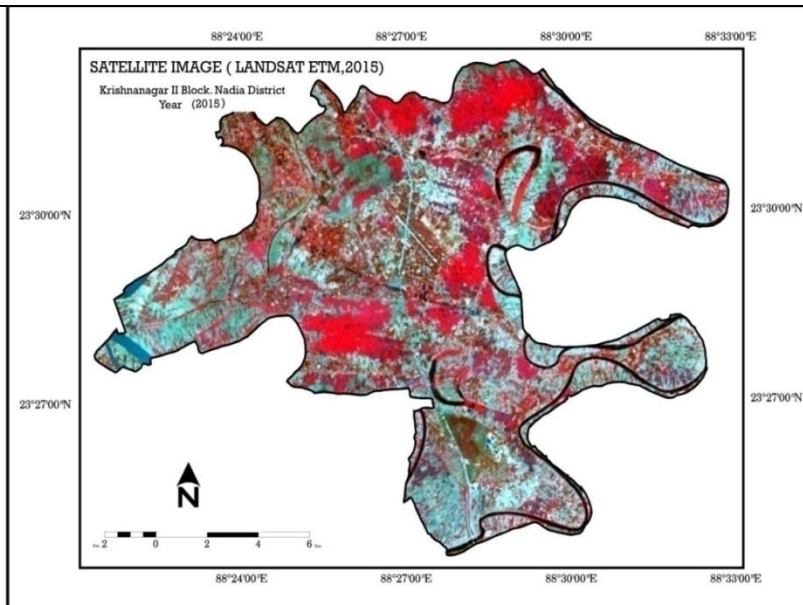 88°24'00"E 88°27'00"E 88°30'00"E 88°33'00"E
SATELLITE IMAGE ( LANDSAT ETM,2015)
Krishnanagar II Block. Nadia District
Year (2015)
23°30'00"N 23°30'00"N
23°27'00"N 23°27'00"N
N
2 0 2 4 6
88°24'00"E 88°27'00"E 88°30'00"E 88°33'00"E